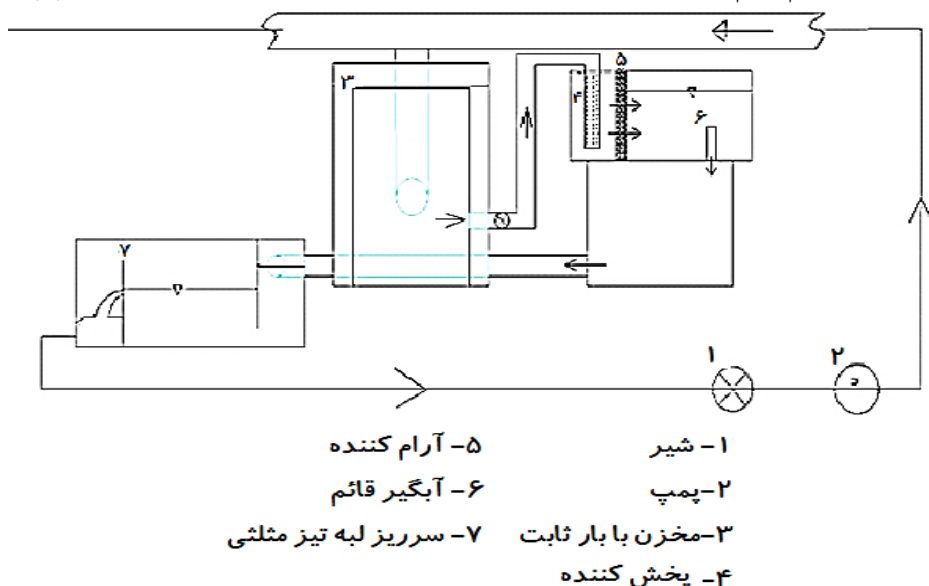 ۳
۴
۵
۶
۷
۱
۲
۱- شیر
۲-پمپ
۳-مخزن با بار ثابت
۴- پخش کننده
۵- آرام کننده
۶- آبگیر قائم
۷- سرریز لبه تیز مثلثی